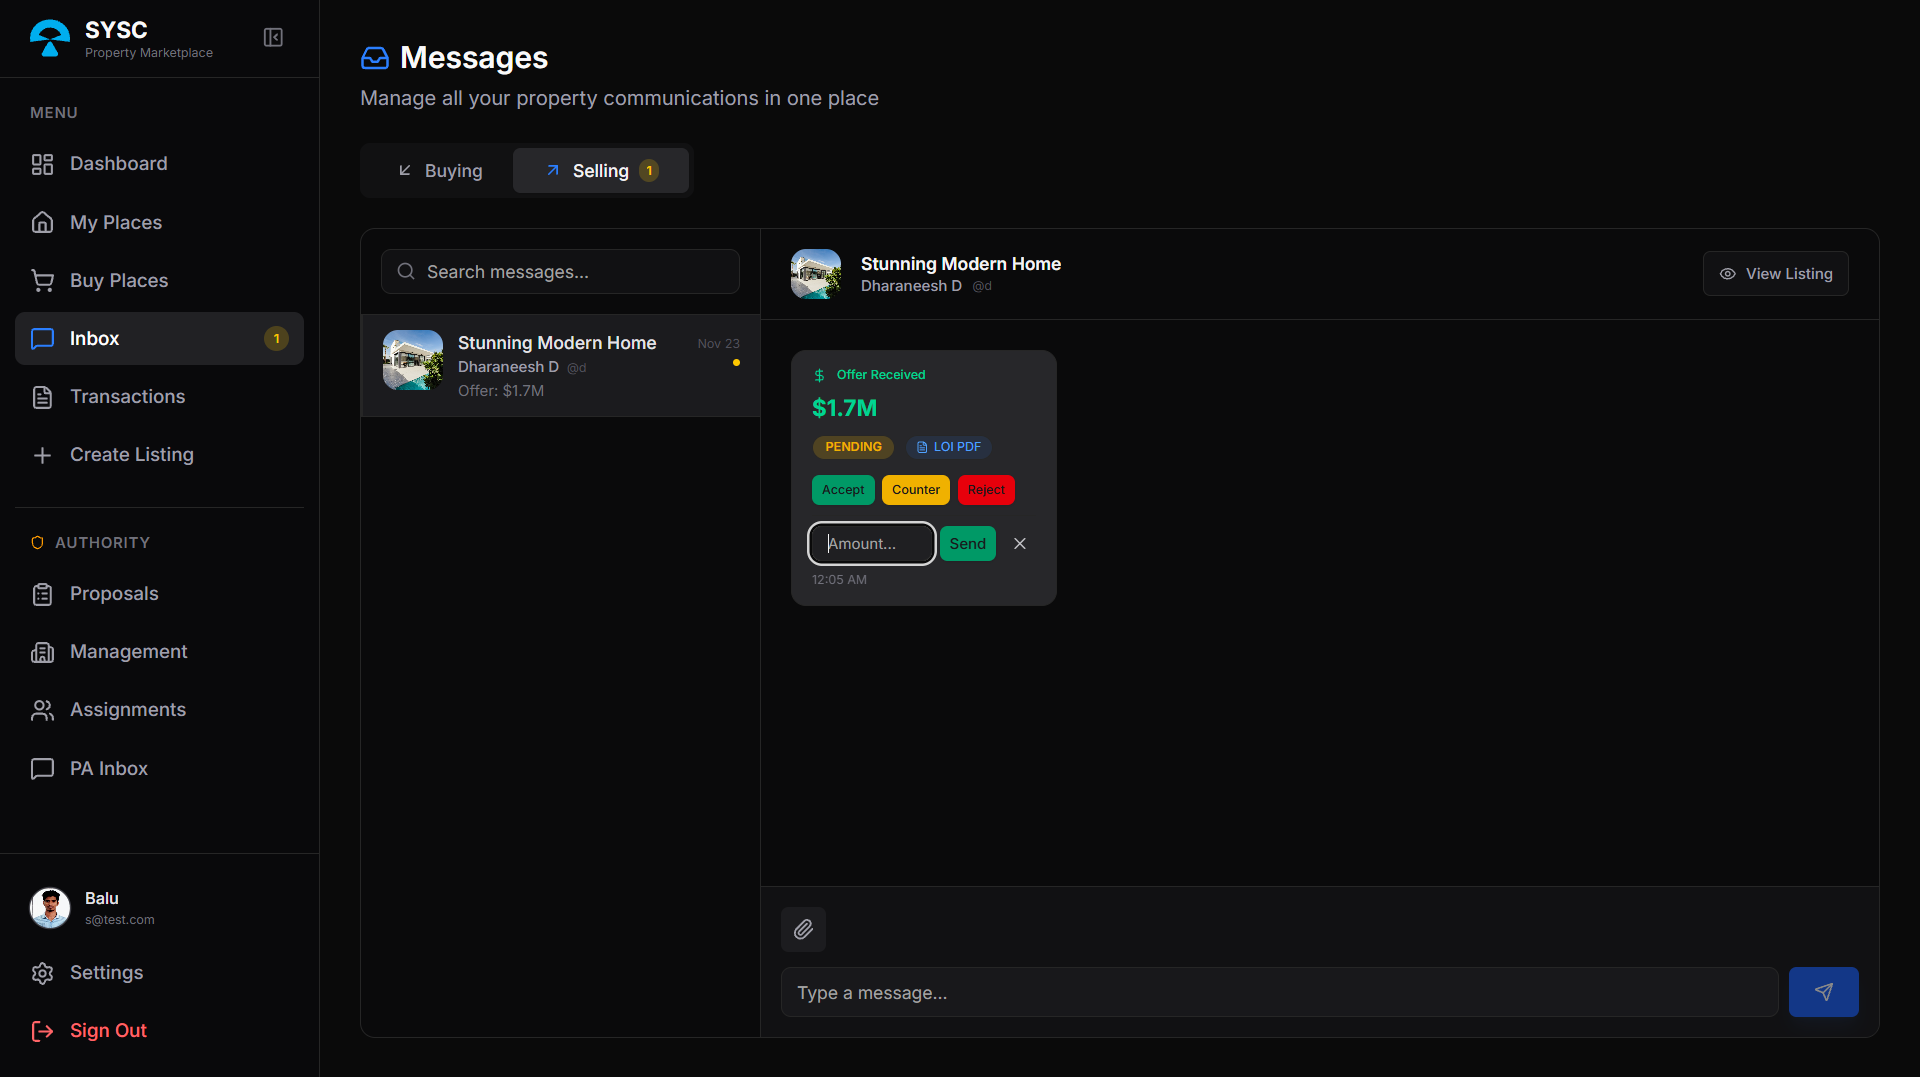 SYSC
Property Marketplace
MENU
Dashboard
My Places
Buy Places
Inbox 1
Transactions
Create Listing
AUTHORITY
Proposals
Management
Assignments
PA Inbox
Balu
s@test.com
Settings
Sign Out
Messages
Manage all your property communications in one place
Buying Selling 1
Search messages...
Stunning Modern Home Nov 23
Dharaneesh D @d
Offer: $1.7M
Stunning Modern Home
Dharaneesh D @d
View Listing
Offer Received
$1.7M
PENDING LOI PDF
Accept Counter Reject
Amount... Send
12:05 AM
Type a message...